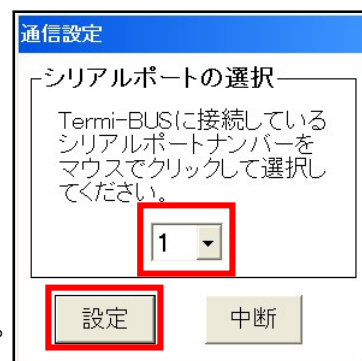 通信設定
シリアルポートの選択
Termi-BUSに接続している
シリアルポートナンバーを
マウスでクリックして選択し
てください。
1
設定 中断
。